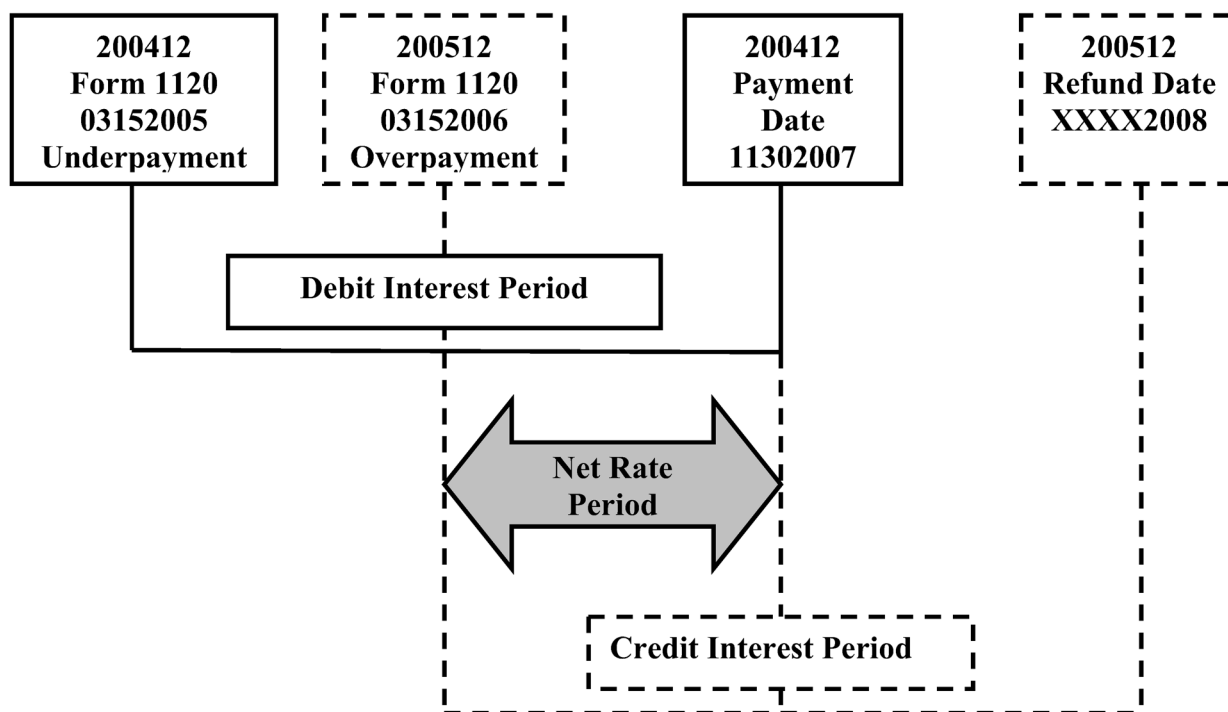 200412
Form 1120
03152005
Underpayment
200512
Form 1120
03152006
Overpayment
200412
Payment
Date
11302007
200512
Refund Date
XXXX2008
Debit Interest Period
Net Rate
Period
Credit Interest Period